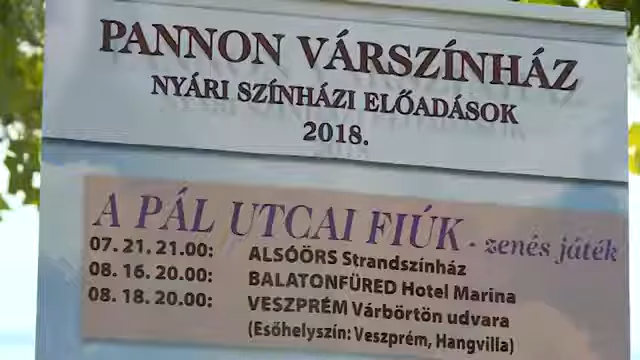 PANNON VÁRSZÍNHÁZ
NYÁRI SZÍNHÁZI ELŐADÁSOK
2018.
A PÁL UTCAI FIÚK - zenés játék
07. 21. 21.00: ALSÓÖRS Strandszínház
08. 16. 20.00: BALATONFÜRED Hotel Marina
08. 18. 20.00: VESZPRÉM Várbörtön udvara
(Esőhelyszín: Veszprém, Hangvilla)